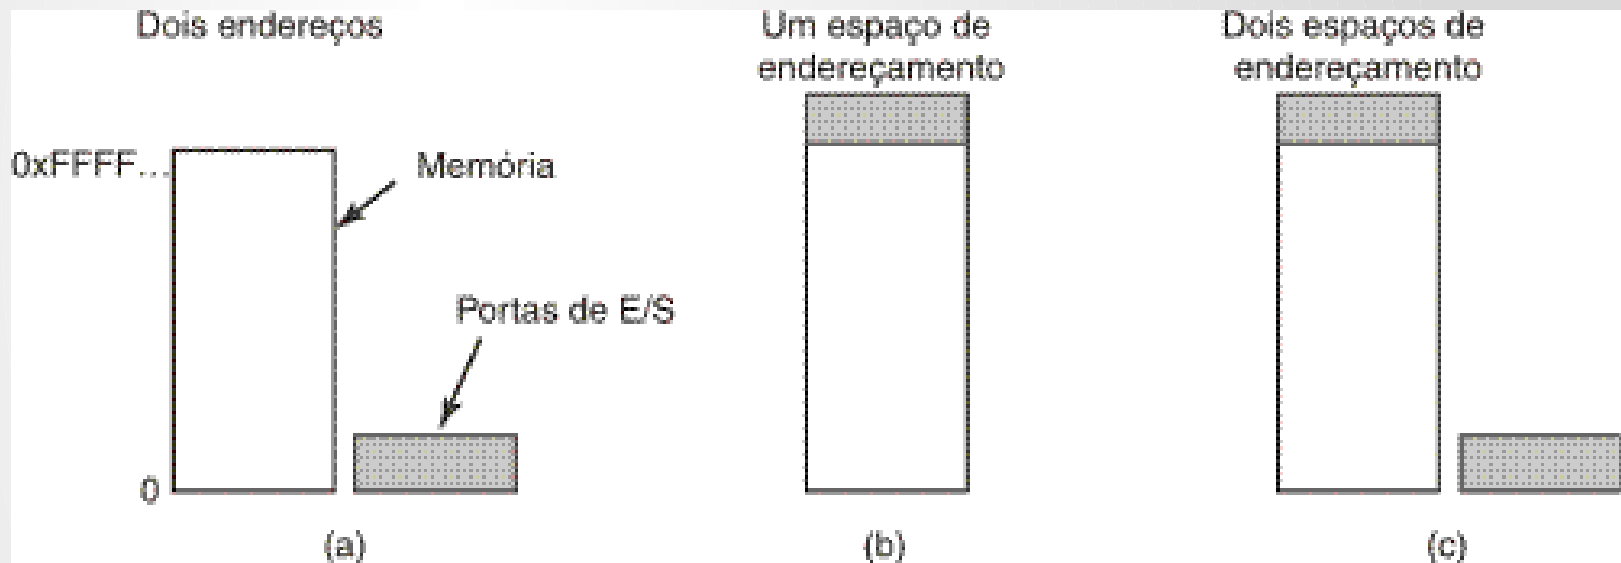 Dois endereços
Um espaço de
endereçamento
Dois espaços de
endereçamento
0xFFFF...
Memória
Portas de E/S
0
(a)
(b)
(c)